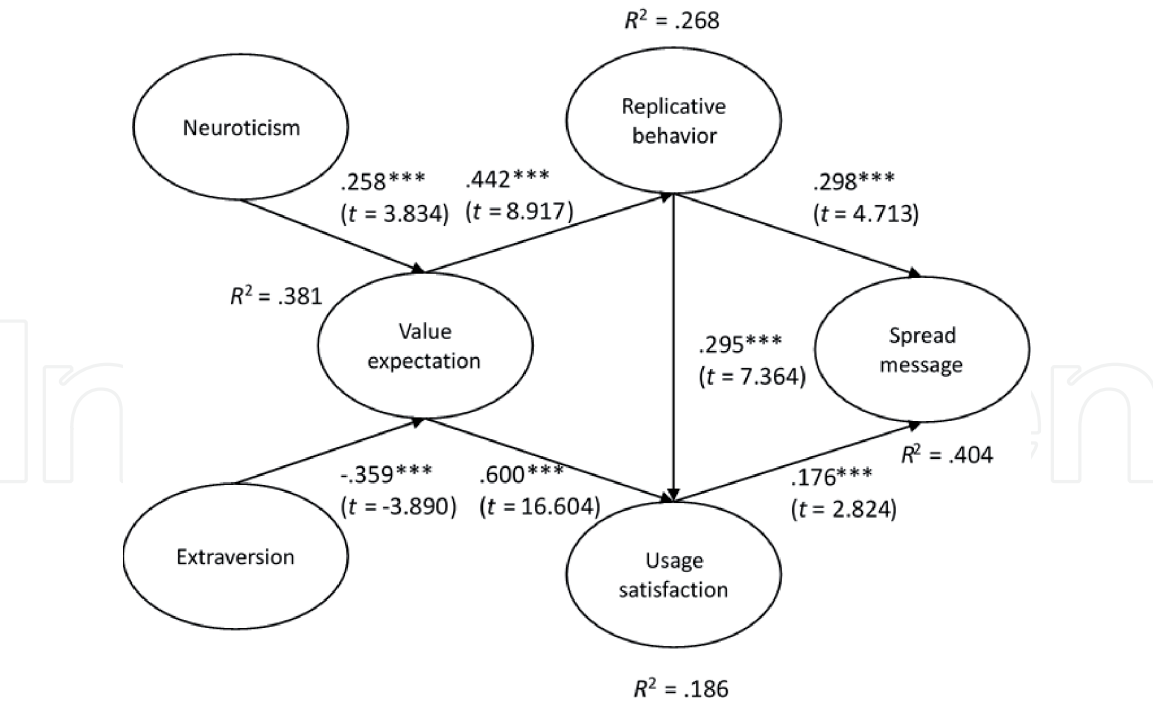 R² = .268
Neuroticism
Replicative
behavior
.258***
(t = 3.834)
.442***
(t = 8.917)
.298***
(t = 4.713)
R² = .381
Value
expectation
.295***
(t = 7.364)
Spread
message
R² = .404
-.359***
(t = -3.890)
.600***
(t = 16.604)
.176***
(t = 2.824)
Extraversion
Usage
satisfaction
R² = .186